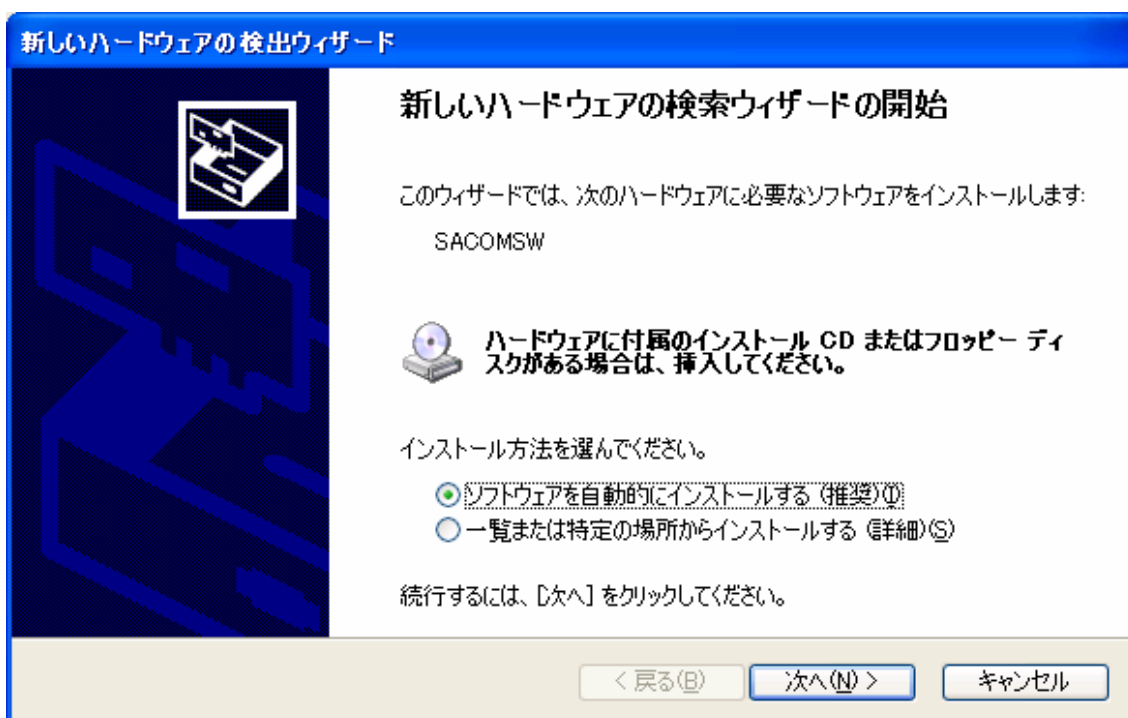 新しいハードウェアの検出ウィザード
新しいハードウェアの検索ウィザードの開始
このウィザードでは、次のハードウェアに必要なソフトウェアをインストールします:
SACOMSW
ハードウェアに付属のインストール CD またはフロッピー ディ
スクがある場合は、挿入してください。
インストール方法を選んでください。
ソフトウェアを自動的にインストールする (推奨)(I)
一覧または特定の場所からインストールする (詳細)(S)
続行するには、[次へ] をクリックしてください。
< 戻る(B) 次へ(N) > キャンセル